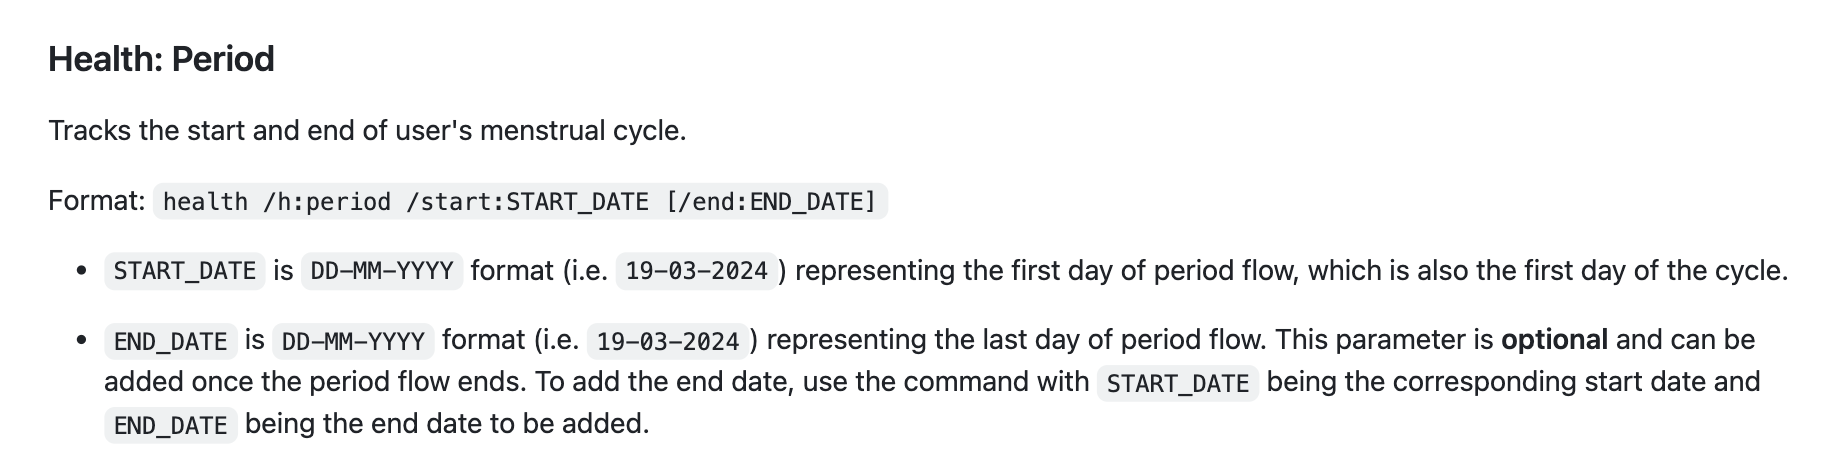 Health: Period
Tracks the start and end of user's menstrual cycle.
Format: health /h:period /start:START_DATE [/end:END_DATE]
• START_DATE is DD-MM-YYYY format (i.e. 19-03-2024) representing the first day of period flow, which is also the first day of the cycle.
• END_DATE is DD-MM-YYYY format (i.e. 19-03-2024) representing the last day of period flow. This parameter is optional and can be
added once the period flow ends. To add the end date, use the command with START_DATE being the corresponding start date and
END_DATE being the end date to be added.